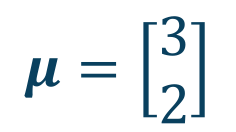 μ = [3
2]